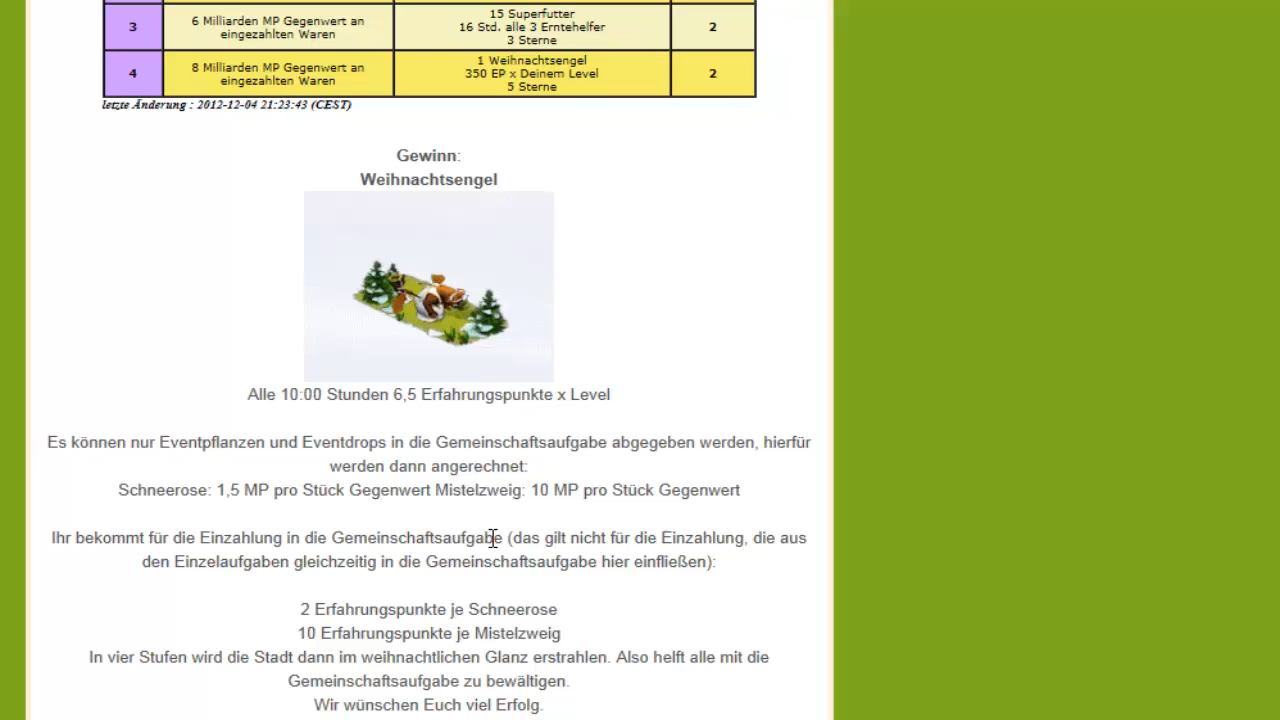 3
6 Milliarden MP Gegenwert an
eingezahlten Waren
15 Superfutter
16 Std. alle 3 Erntehelfer
3 Sterne
2
4
8 Milliarden MP Gegenwert an
eingezahlten Waren
1 Weihnachtsengel
350 EP x Deinem Level
5 Sterne
2
letzte Änderung : 2012-12-04 21:23:43 (CEST)
Gewinn:
Weihnachtsengel
Alle 10:00 Stunden 6,5 Erfahrungspunkte x Level
Es können nur Eventpflanzen und Eventdrops in die Gemeinschaftsaufgabe abgegeben werden, hierfür
werden dann angerechnet:
Schneerose: 1,5 MP pro Stück Gegenwert Mistelzweig: 10 MP pro Stück Gegenwert
Ihr bekommt für die Einzahlung in die Gemeinschaftsaufgabe (das gilt nicht für die Einzahlung, die aus
den Einzelaufgaben gleichzeitig in die Gemeinschaftsaufgabe hier einfließen):
2 Erfahrungspunkte je Schneerose
10 Erfahrungspunkte je Mistelzweig
In vier Stufen wird die Stadt dann im weihnachtlichen Glanz erstrahlen. Also helft alle mit die
Gemeinschaftsaufgabe zu bewältigen.
Wir wünschen Euch viel Erfolg.